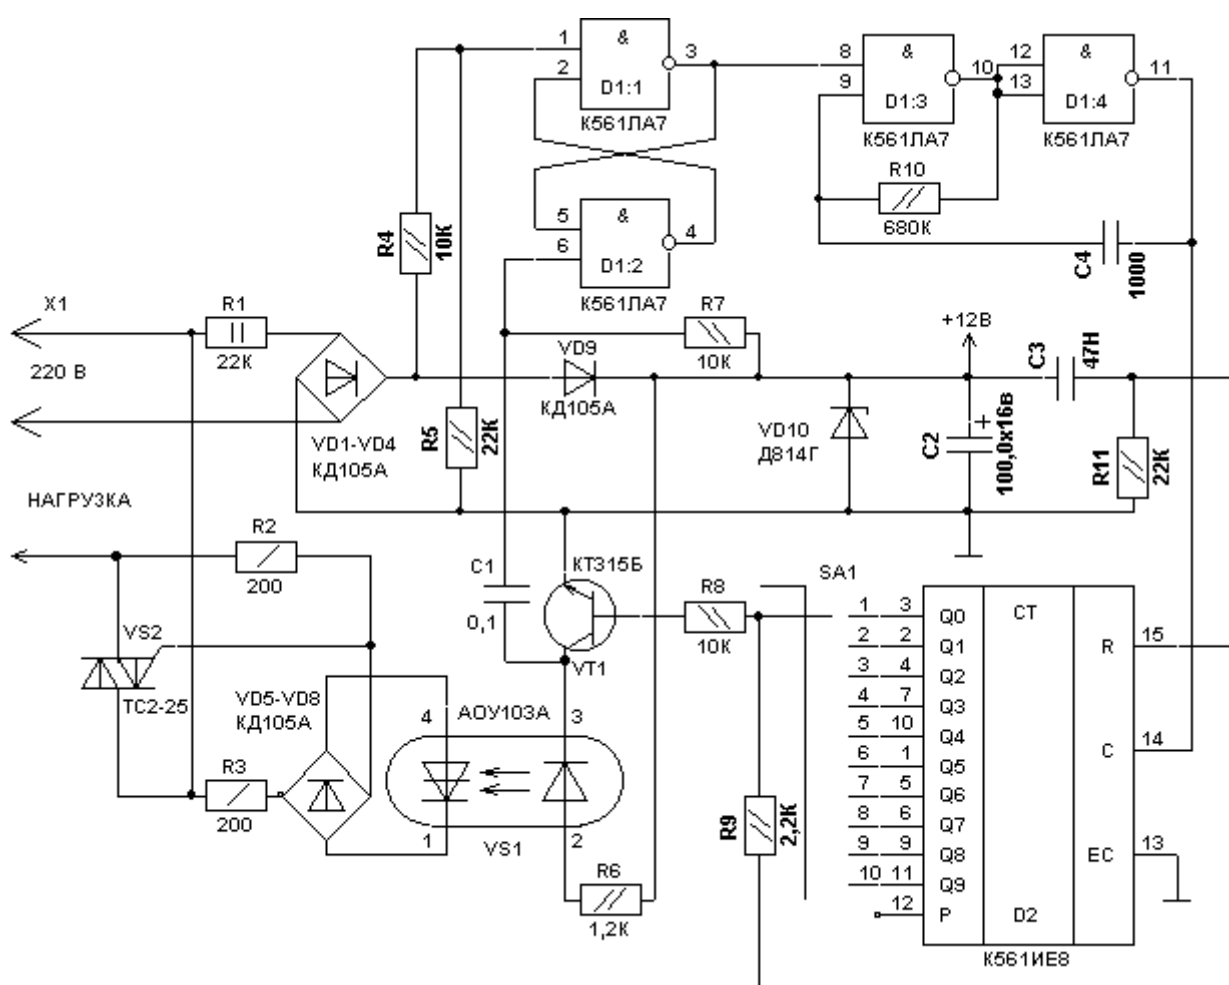 1 & 3
2 D1:1
К561ЛА7
8 & 10
9 D1:3
К561ЛА7
12 & 11
13 D1:4
К561ЛА7
R10
680К
5 & 4
6 D1:2
К561ЛА7
R4 10К
C4 1000
X1
220 В
R1
22К
VD1-VD4
КД105А
R5 22К
VD9
КД105А
R7
10К
+12В
C3 47Н
VD10
Д814Г
C2 + 100,0х16в
R11 22К
НАГРУЗКА
R2
200
VS2
ТС2-25
C1
0,1
КТ315Б
VT1
R8
10К
SA1
VD5-VD8
КД105А
АОУ103А
4 3
1 2
VS1
R3
200
R6
1,2К
R9 2,2К
1 3 Q0 CT
2 2 Q1 R 15
3 4 Q2
4 7 Q3
5 10 Q4 C 14
6 1 Q5
7 5 Q6
8 6 Q7
9 9 Q8 EC 13
10 11 Q9
12 P D2
К561ИЕ8